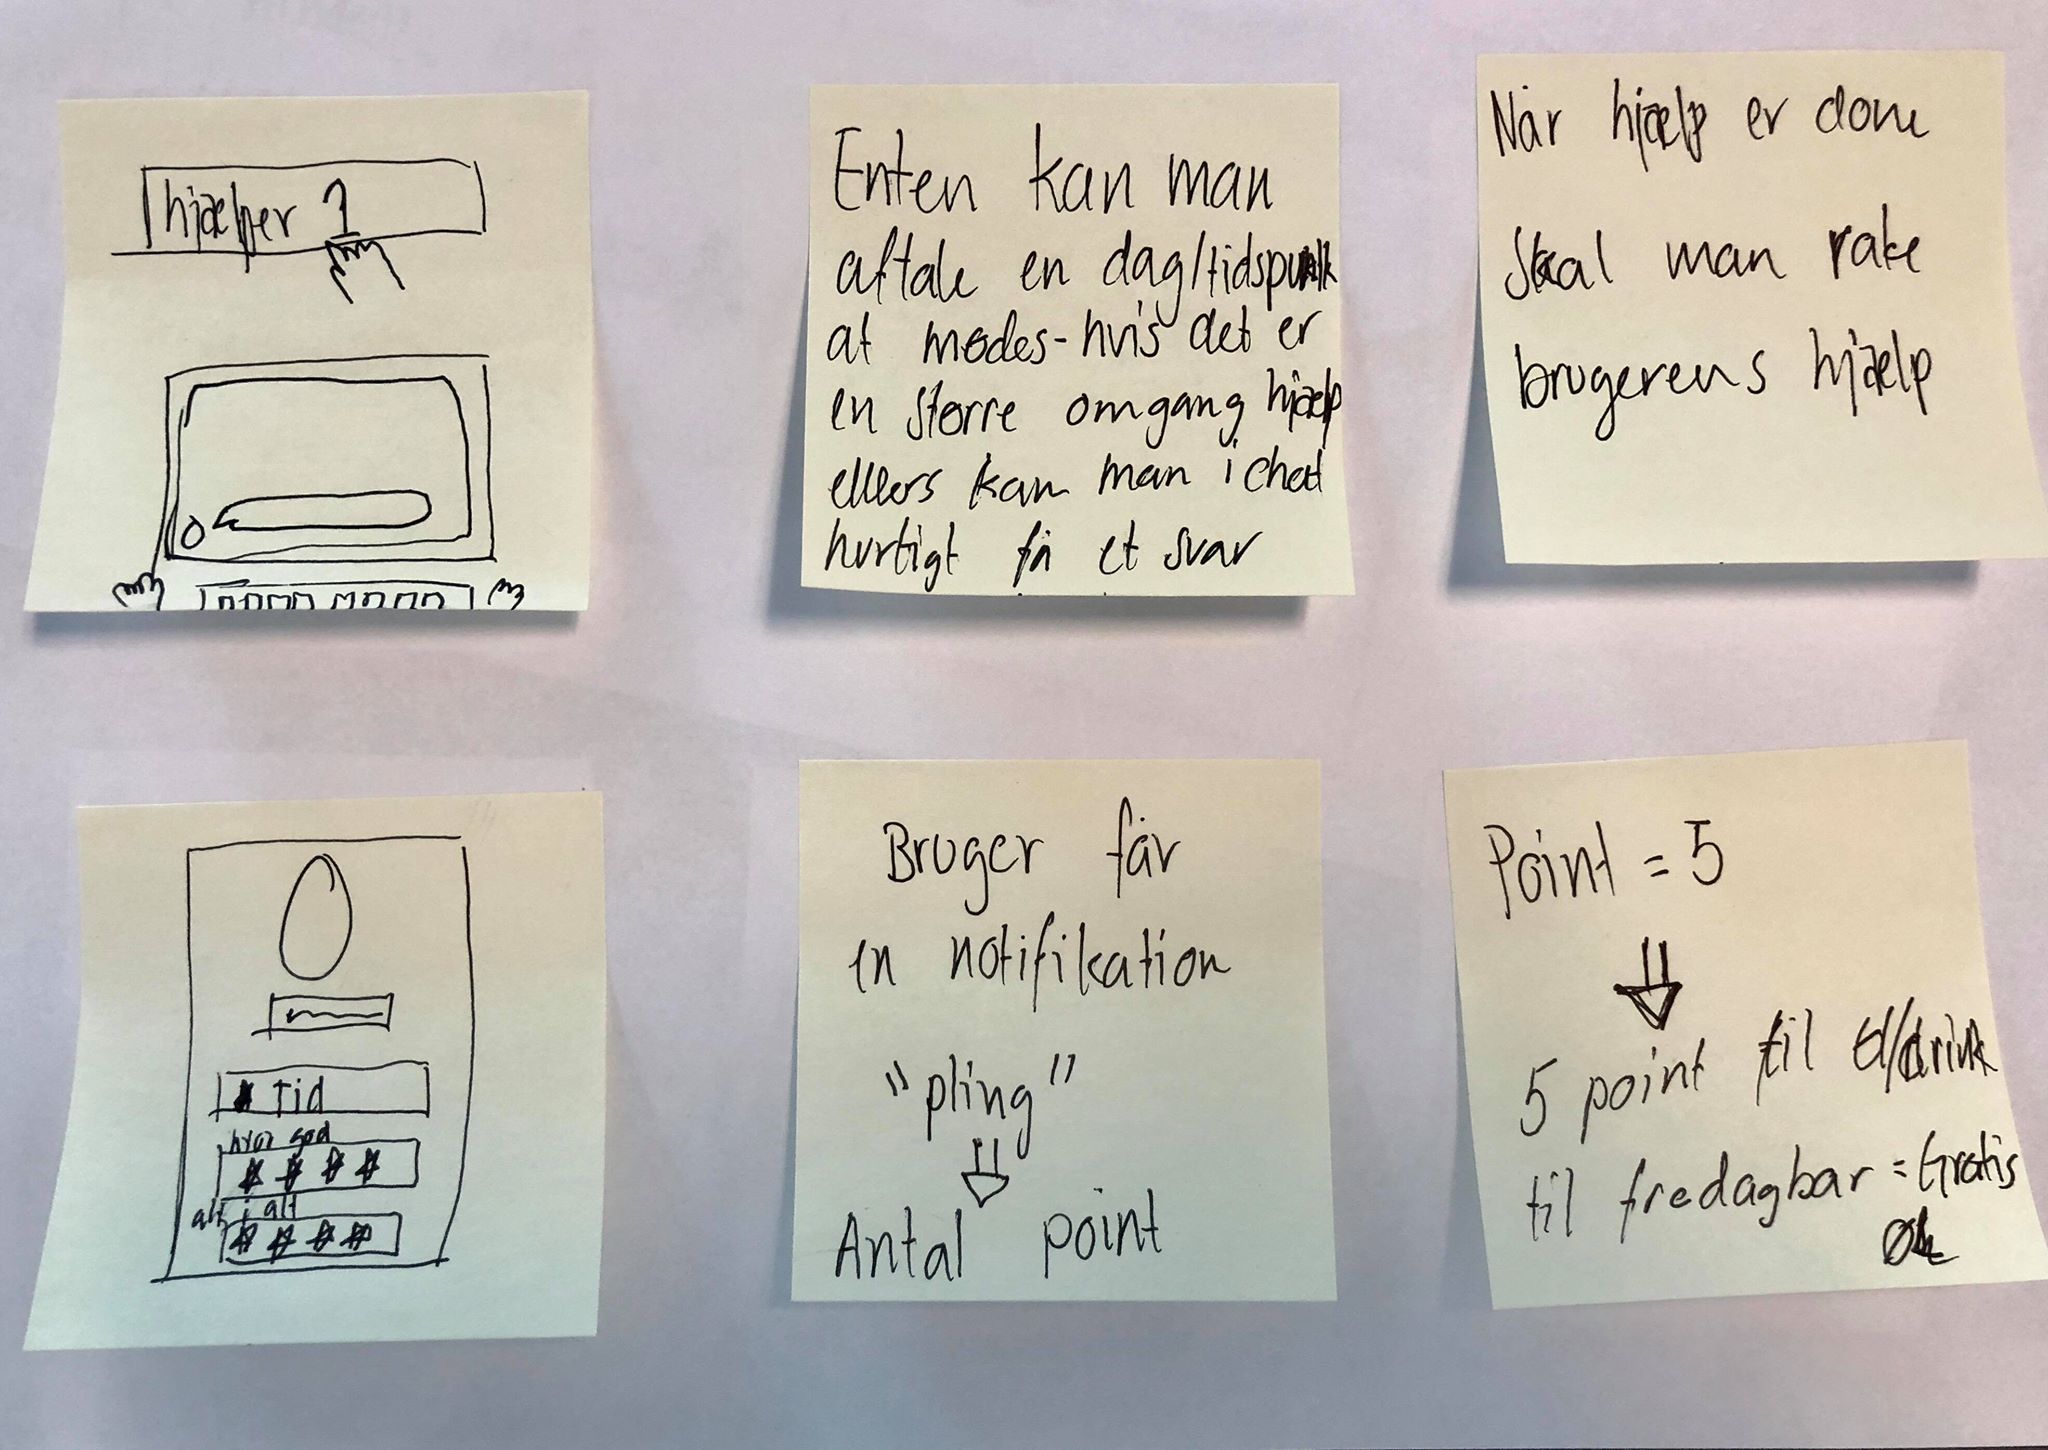 hjælper 1
Enten kan man
aftale en dag/tidspunkt
at mødes - hvis det er
en større omgang hjælp
ellers kan man i chat
hurtigt få et svar
Når hjælp er done
skal man rate
brugerens hjælp
Tid
hvor god
alt i alt
Bruger får
en notifikation
"pling"
Antal point
Point = 5
5 point til øl/drink
til fredagbar = Gratis